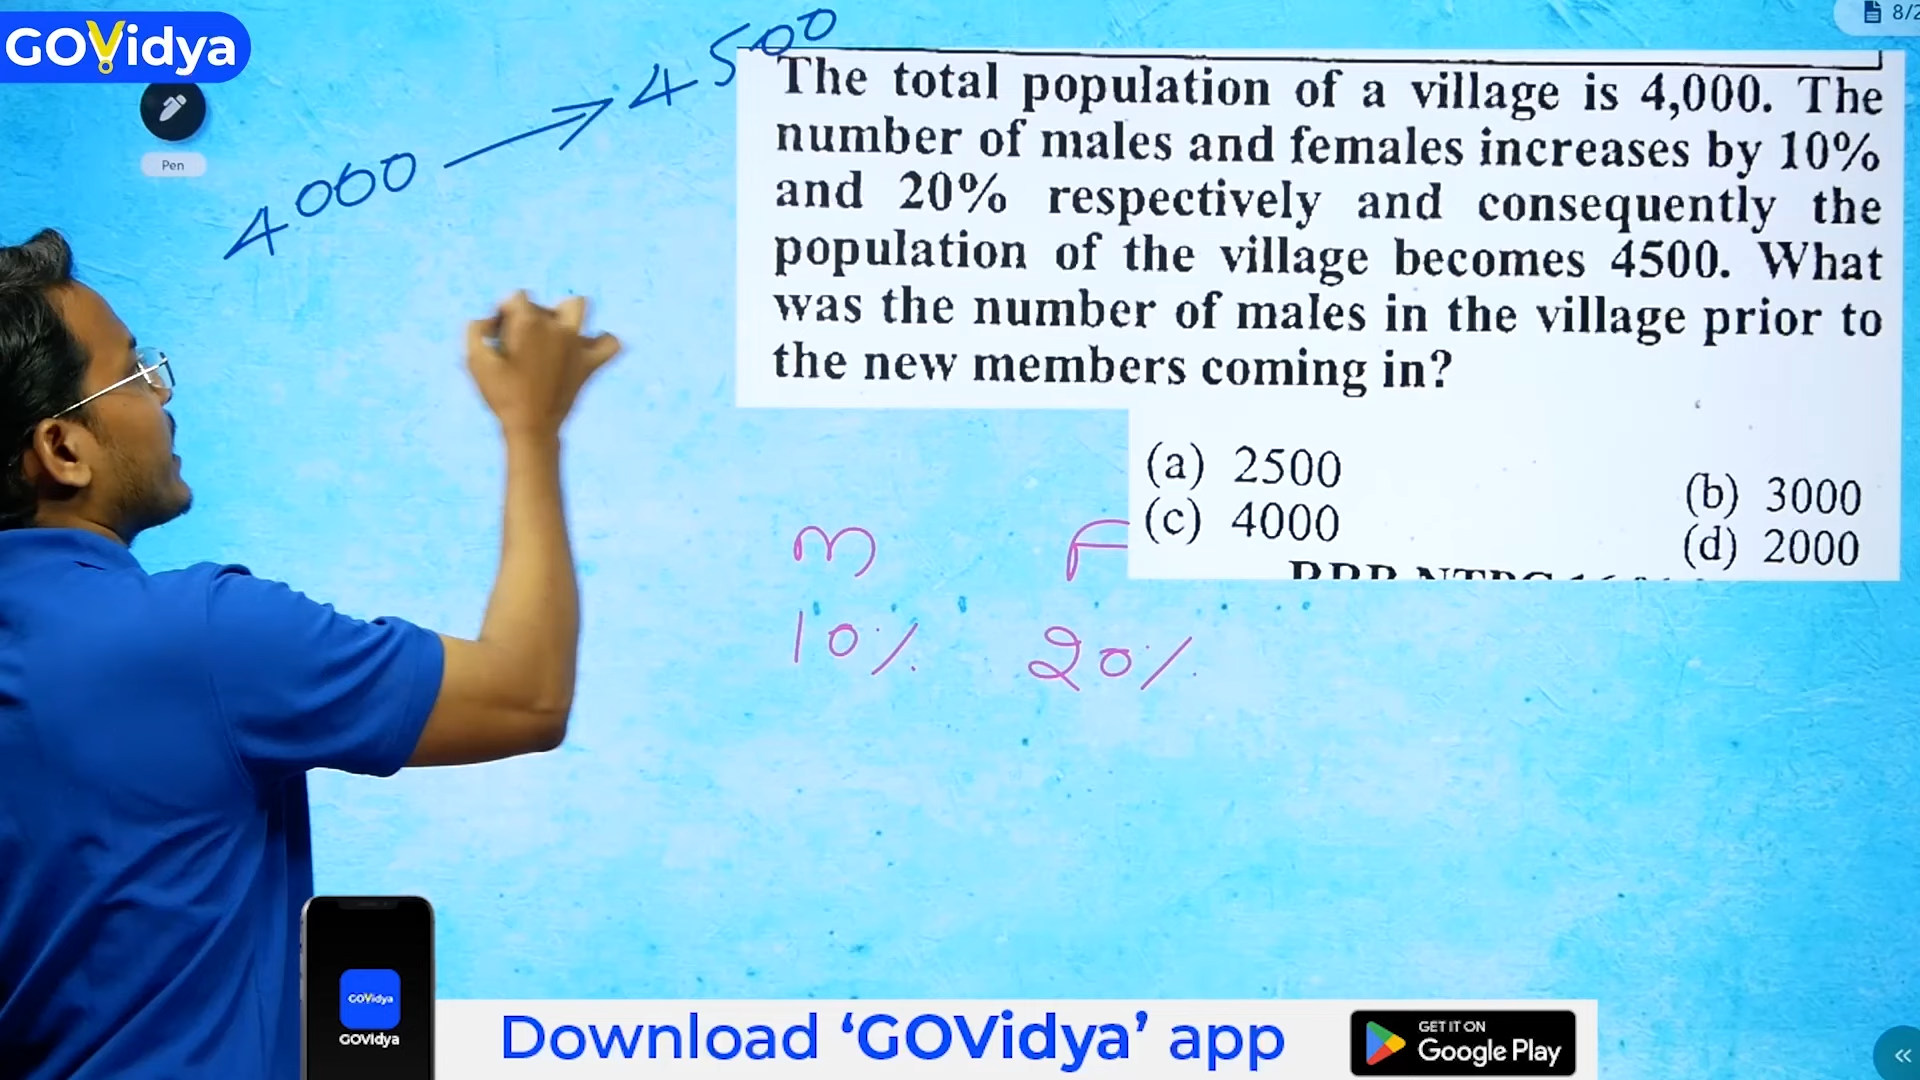 GOVidya
8/2
Pen
4000 → 4500
The total population of a village is 4,000. The
number of males and females increases by 10%
and 20% respectively and consequently the
population of the village becomes 4500. What
was the number of males in the village prior to
the new members coming in?
(a) 2500
(b) 3000
(c) 4000
(d) 2000
M F
10% 20%
GOVidya
GOVidya
Download ‘GOVidya’ app
GET IT ON
Google Play